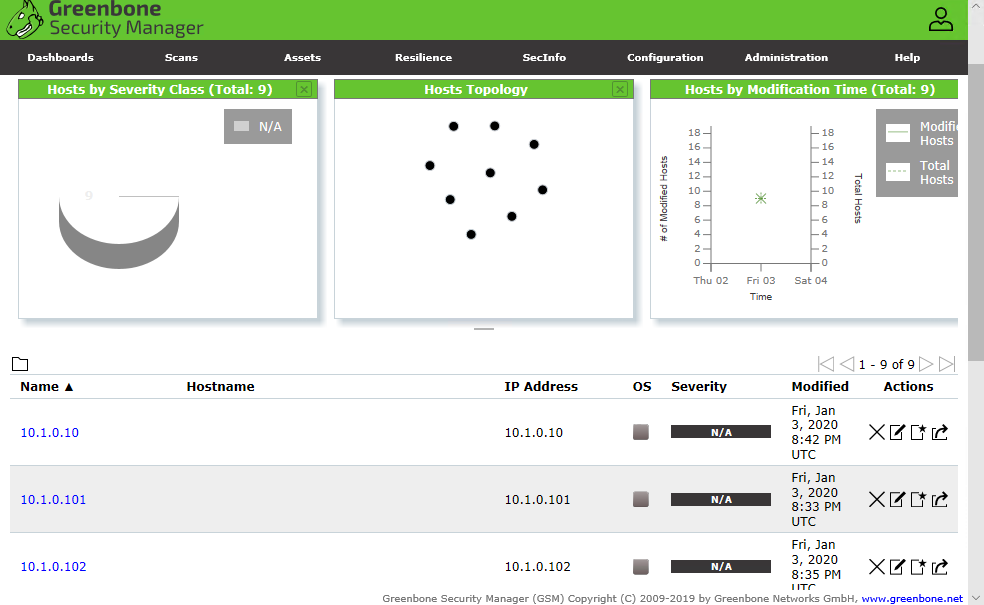 Greenbone
Security Manager
Dashboards Scans Assets Resilience SecInfo Configuration Administration Help
Hosts by Severity Class (Total: 9)
N/A
9
Hosts Topology
Hosts by Modification Time (Total: 9)
18
16
14
12
10
8
6
4
2
0
# of Modified Hosts
18
16
14
12
10
8
6
4
2
0
Total Hosts
Thu 02 Fri 03 Sat 04
Time
Modifie
Hosts
Total
Hosts
1 - 9 of 9
Name ▲ Hostname IP Address OS Severity Modified Actions
10.1.0.10 10.1.0.10 N/A
Fri, Jan
3, 2020
8:42 PM
UTC
10.1.0.101 10.1.0.101 N/A
Fri, Jan
3, 2020
8:33 PM
UTC
10.1.0.102 10.1.0.102 N/A
Fri, Jan
3, 2020
8:35 PM
UTC
Greenbone Security Manager (GSM) Copyright (C) 2009-2019 by Greenbone Networks GmbH, www.greenbone.net